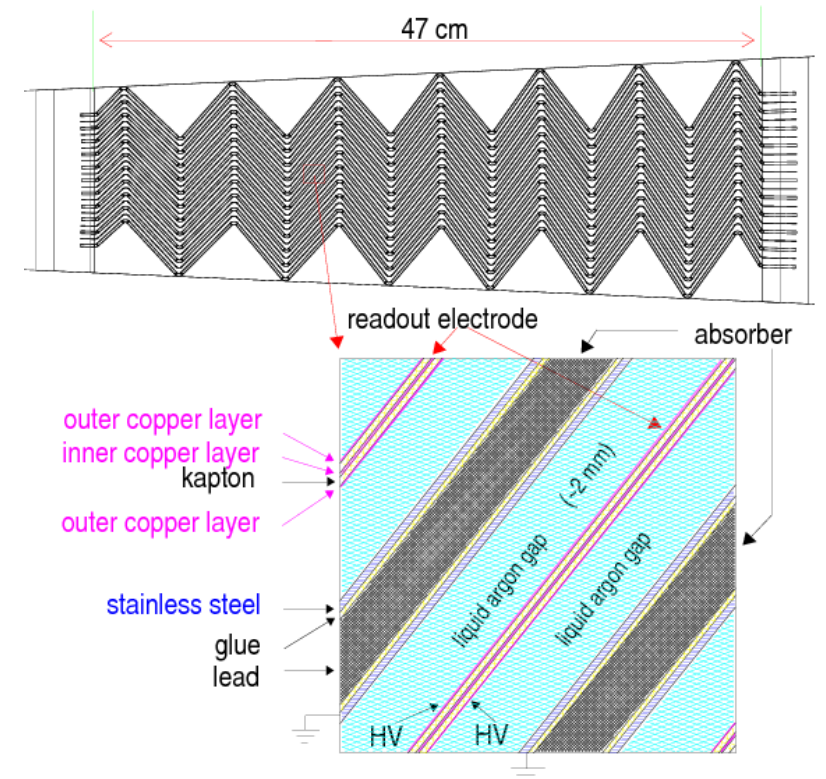 47 cm
readout electrode
absorber
outer copper layer
inner copper layer
kapton
outer copper layer
(~2 mm)
liquid argon gap
liquid argon gap
stainless steel
glue
lead
HV
HV